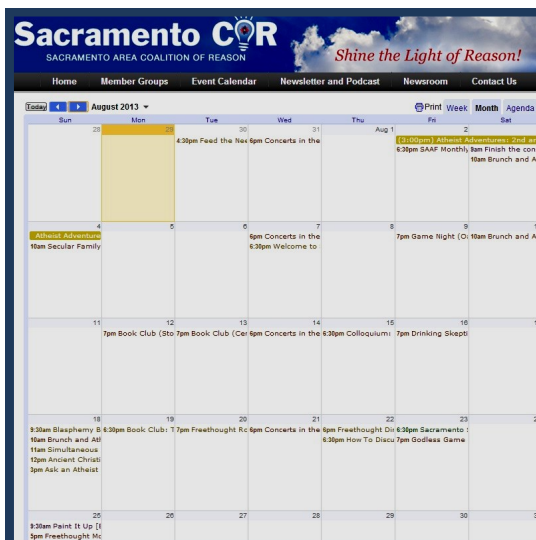 Sacramento COR
SACRAMENTO AREA COALITION OF REASON
Shine the Light of Reason!
Home Member Groups Event Calendar Newsletter and Podcast Newsroom Contact Us
Today August 2013 Print Week Month Agenda
Sun Mon Tue Wed Thu Fri Sat
28 29 30 31 Aug 1 2
(3:00pm) Atheist Adventures: 2nd an
4:30pm Feed the Nee 6pm Concerts in the 6:30pm SAAF Monthly 9am Finish the con
10am Brunch and A
4 5 6 7 8 9 1
Atheist Adventure 6pm Concerts in the 7pm Game Night (O 10am Brunch and A
10am Secular Family 6:30pm Welcome to
11 12 13 14 15 16
7pm Book Club (Sto 7pm Book Club (Cer 6pm Concerts in the 6:30pm Colloquium: 7pm Drinking Skepti
18 19 20 21 22 23 2
9:30am Blasphemy B 6:30pm Book Club: T 7pm Freethought Ro 6pm Concerts in the 6pm Freethought Dir 6:30pm Sacramento
10am Brunch and Ath 6:30pm How To Discu 7pm Godless Game
11am Simultaneous
12pm Ancient Christi
3pm Ask an Atheist
25 26 27 28 29 30 3
9:30am Paint It Up [E
5pm Freethought Mc